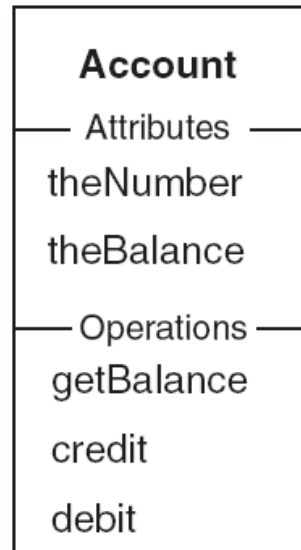 Account
Attributes
theNumber
theBalance
Operations
getBalance
credit
debit